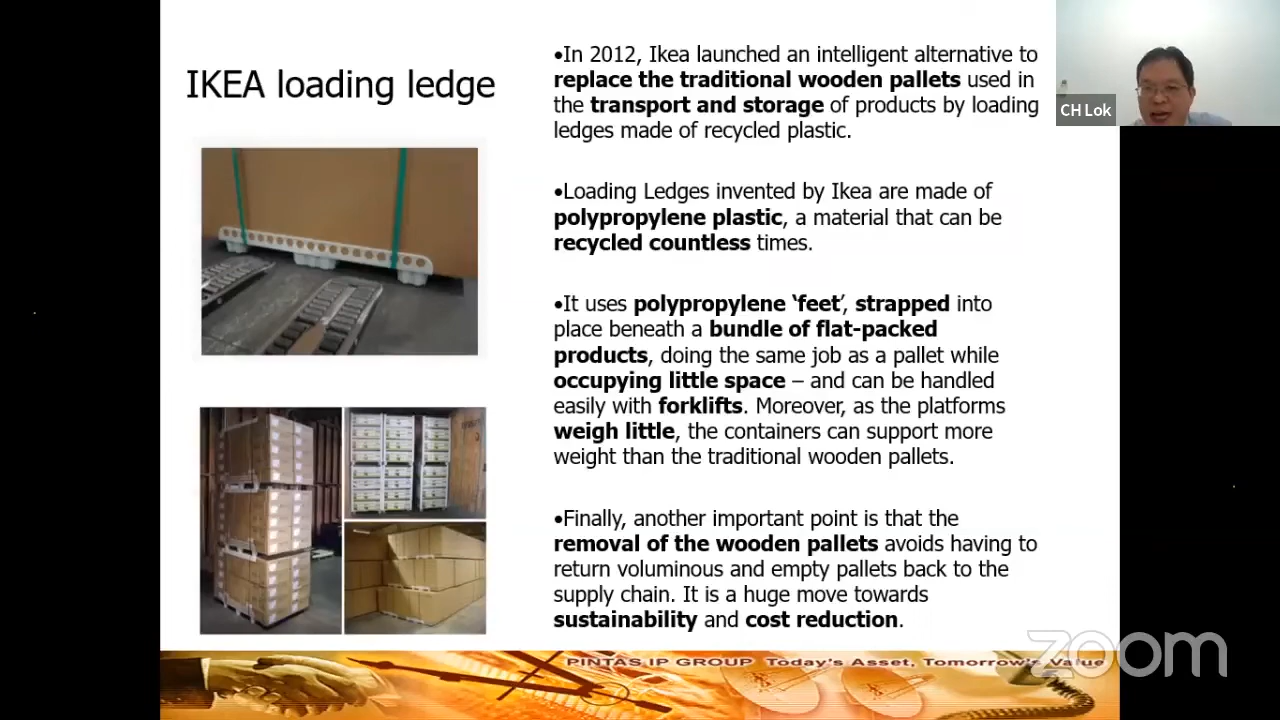 IKEA loading ledge
•In 2012, Ikea launched an intelligent alternative to
replace the traditional wooden pallets used in
the transport and storage of products by loading
ledges made of recycled plastic.
•Loading Ledges invented by Ikea are made of
polypropylene plastic, a material that can be
recycled countless times.
•It uses polypropylene ‘feet’, strapped into
place beneath a bundle of flat-packed
products, doing the same job as a pallet while
occupying little space – and can be handled
easily with forklifts. Moreover, as the platforms
weigh little, the containers can support more
weight than the traditional wooden pallets.
•Finally, another important point is that the
removal of the wooden pallets avoids having to
return voluminous and empty pallets back to the
supply chain. It is a huge move towards
sustainability and cost reduction.
CH Lok
PINTAS IP GROUP Today's Asset, Tomorrow's Value
zoom